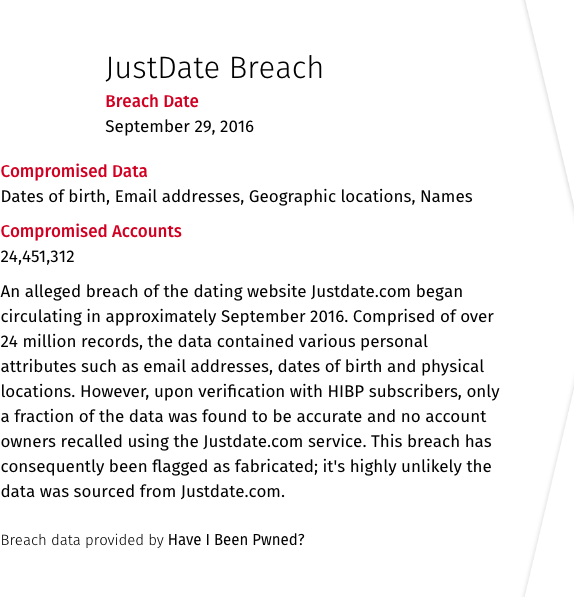 JustDate Breach
Breach Date
September 29, 2016
Compromised Data
Dates of birth, Email addresses, Geographic locations, Names
Compromised Accounts
24,451,312
An alleged breach of the dating website Justdate.com began
circulating in approximately September 2016. Comprised of over
24 million records, the data contained various personal
attributes such as email addresses, dates of birth and physical
locations. However, upon verification with HIBP subscribers, only
a fraction of the data was found to be accurate and no account
owners recalled using the Justdate.com service. This breach has
consequently been flagged as fabricated; it's highly unlikely the
data was sourced from Justdate.com.
Breach data provided by Have I Been Pwned?